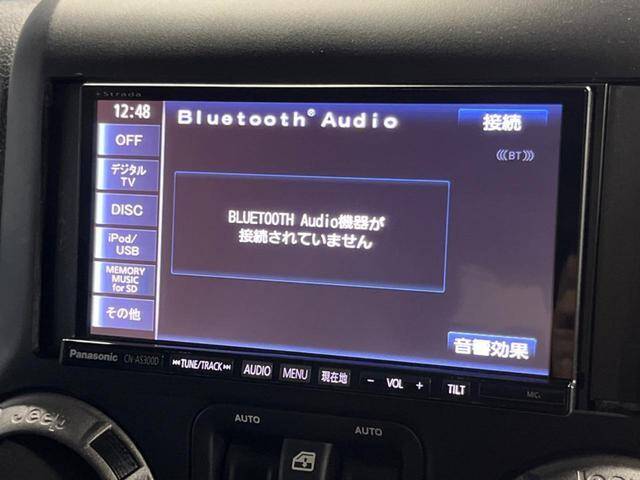 Strada
12:48
Bluetooth® Audio
接続
OFF
BT
デジタル
TV
DISC
BLUETOOTH Audio機器が
接続されていません
iPod/
USB
MEMORY
MUSIC
for SD
その他
音響効果
Panasonic
CN-AS300D
TUNE/TRACK
AUDIO
MENU
現在地
− VOL +
TILT
MIC
Jeep
AUTO
AUTO